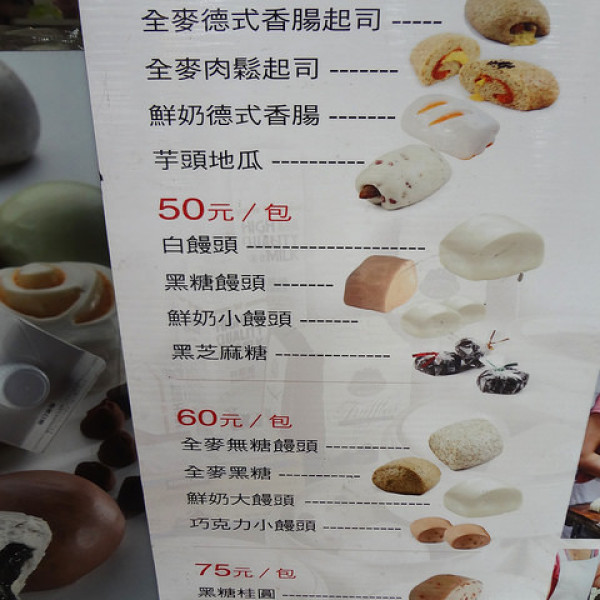 全麥德式香腸起司 -----
全麥肉鬆起司 -------
鮮奶德式香腸 -------
芋頭地瓜 -----------
50元/包
白饅頭 ------------------
黑糖饅頭 -------
鮮奶小饅頭 -------
黑芝麻糖 --------------
60元/包
全麥無糖饅頭 ------------
全麥黑糖 ------------
鮮奶大饅頭 ------------------
巧克力小饅頭 ------------
75元/包
黑糖桂圓 ------------------